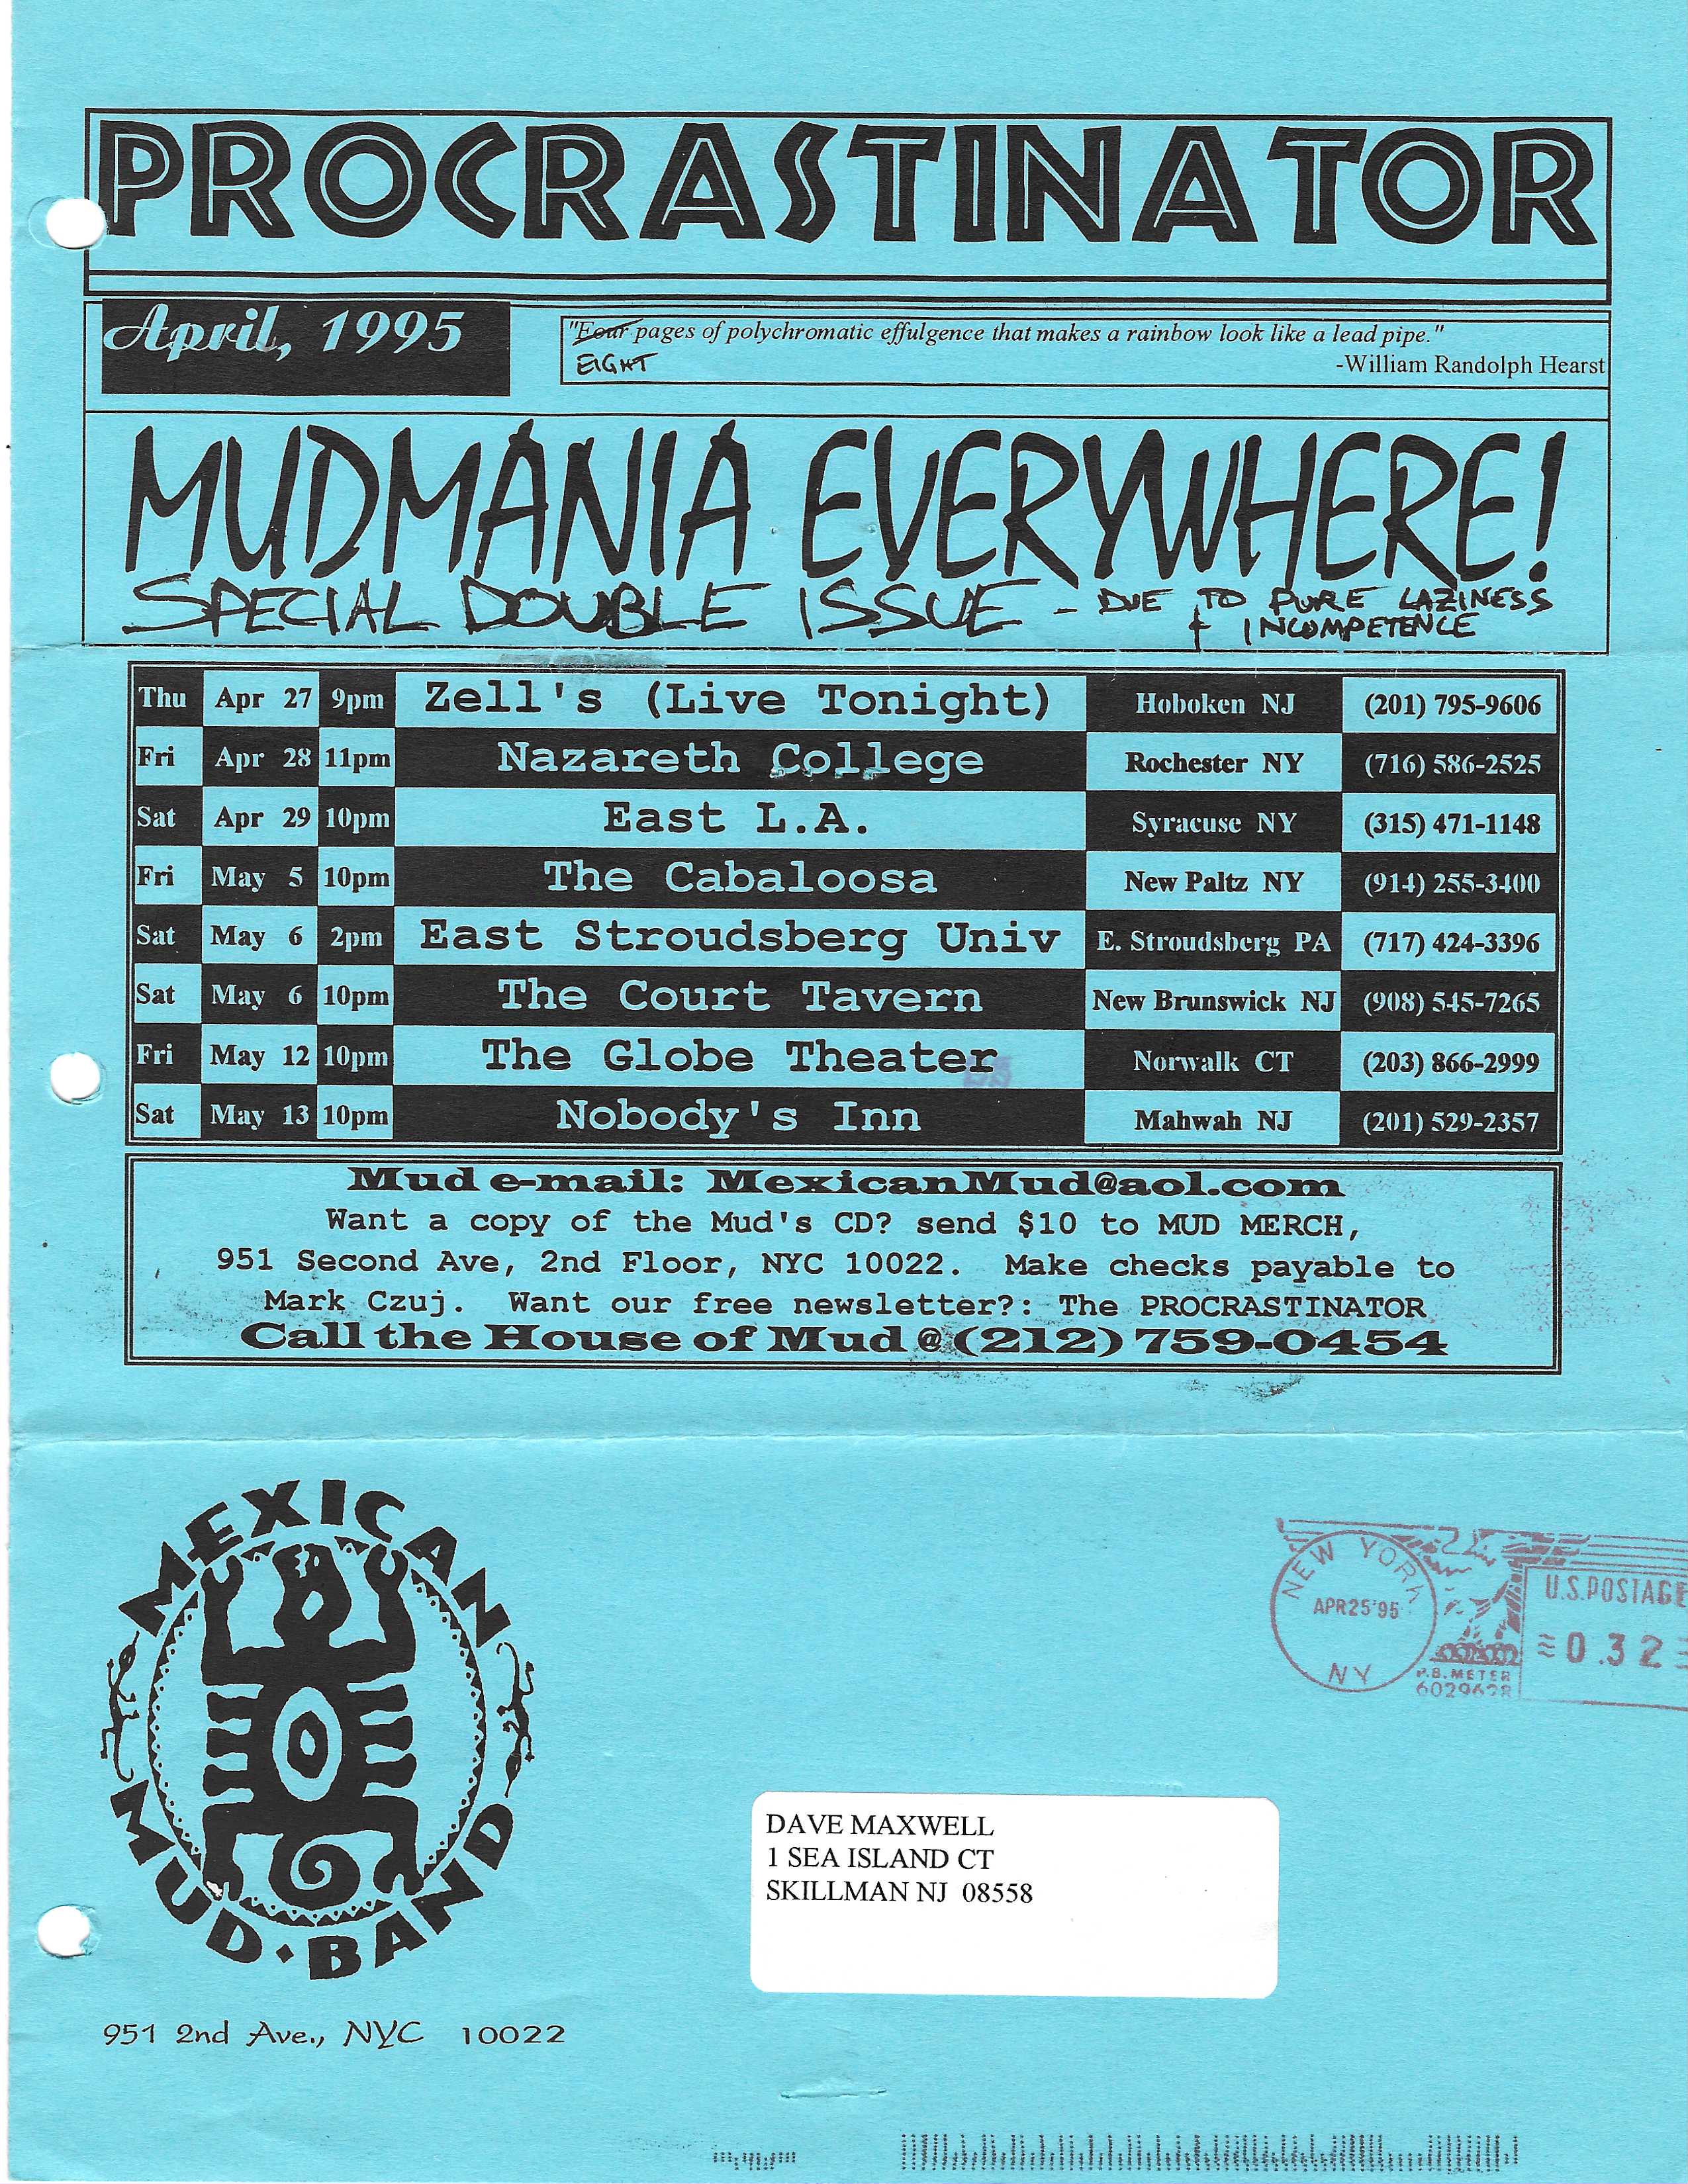 PROCRASTINATOR
April, 1995
"Four pages of polychromatic effulgence that makes a rainbow look like a lead pipe."
EIGHT
-William Randolph Hearst
MUDMANIA EVERYWHERE!
SPECIAL DOUBLE ISSUE - DUE TO PURE LAZINESS
& INCOMPETENCE
Thu Apr 27 9pm Zell's (Live Tonight) Hoboken NJ (201) 795-9606
Fri Apr 28 11pm Nazareth College Rochester NY (716) 586-2525
Sat Apr 29 10pm East L.A. Syracuse NY (315) 471-1148
Fri May 5 10pm The Cabaloosa New Paltz NY (914) 255-3400
Sat May 6 2pm East Stroudsberg Univ E. Stroudsberg PA (717) 424-3396
Sat May 6 10pm The Court Tavern New Brunswick NJ (908) 545-7265
Fri May 12 10pm The Globe Theater Norwalk CT (203) 866-2999
Sat May 13 10pm Nobody's Inn Mahwah NJ (201) 529-2357
Mud e-mail: MexicanMud@aol.com
Want a copy of the Mud's CD? send $10 to MUD MERCH,
951 Second Ave, 2nd Floor, NYC 10022. Make checks payable to
Mark Czuj. Want our free newsletter?: The PROCRASTINATOR
Call the House of Mud @ (212) 759-0454
MEXICAN
MUD · BAND
951 2nd Ave., NYC 10022
NEW YORK
APR25'95
NY
U.S.POSTAGE
0.32
P.B.METER
DAVE MAXWELL
1 SEA ISLAND CT
SKILLMAN NJ 08558